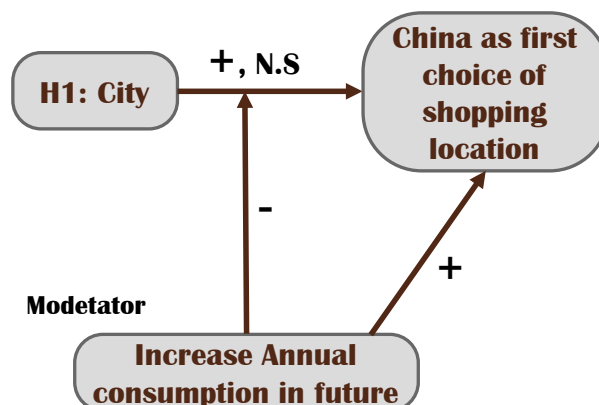 H1: City
+, N.S
China as first
choice of
shopping
location
-
+
Modetator
Increase Annual
consumption in future